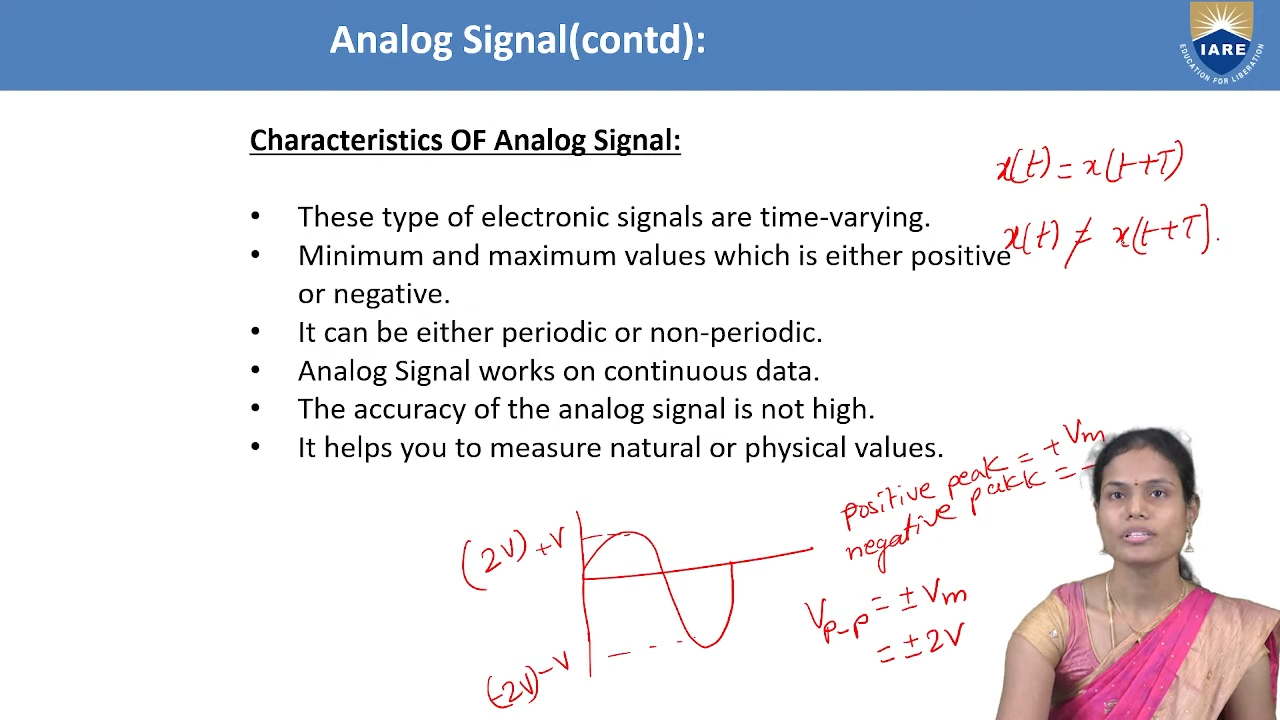 Analog Signal(contd):
IARE
EDUCATION FOR LIBERATION
Characteristics OF Analog Signal:
x(t) = x(t+T)
• These type of electronic signals are time-varying.
x(t) ≠ x(t+T).
• Minimum and maximum values which is either positive
or negative.
• It can be either periodic or non-periodic.
• Analog Signal works on continuous data.
• The accuracy of the analog signal is not high.
• It helps you to measure natural or physical values.
positive peak = +Vm
negative peakk = -
(2V) +V
Vp-p = ± Vm
= ± 2V
(-2V) -V